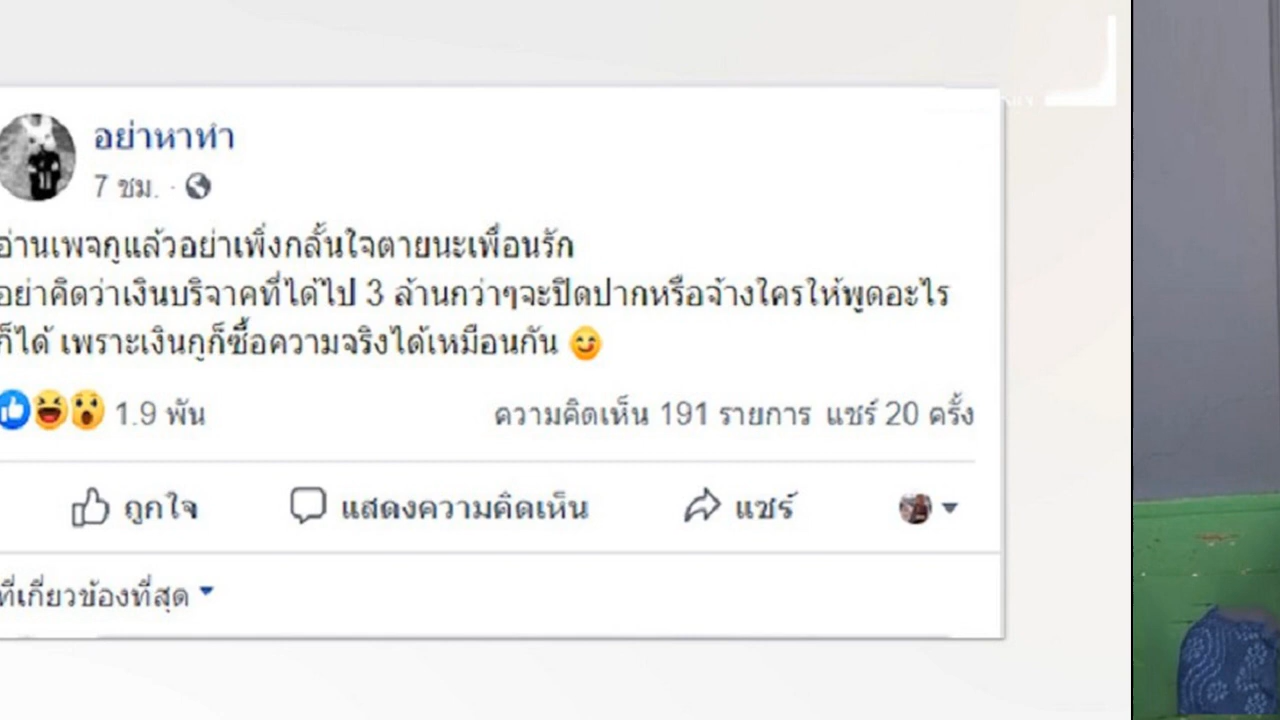 อย่าหาทำ
7 ชม. ·
อ่านเพจกูแล้วอย่าเพิ่งกลั้นใจตายนะเพื่อนรัก
อย่าคิดว่าเงินบริจาคที่ได้ไป 3 ล้านกว่าๆจะปิดปากหรือจ้างใครให้พูดอะไร
ก็ได้ เพราะเงินกูก็ซื้อความจริงได้เหมือนกัน 😊
1.9 พัน ความคิดเห็น 191 รายการ แชร์ 20 ครั้ง
ถูกใจ แสดงความคิดเห็น แชร์
ที่เกี่ยวข้องที่สุด